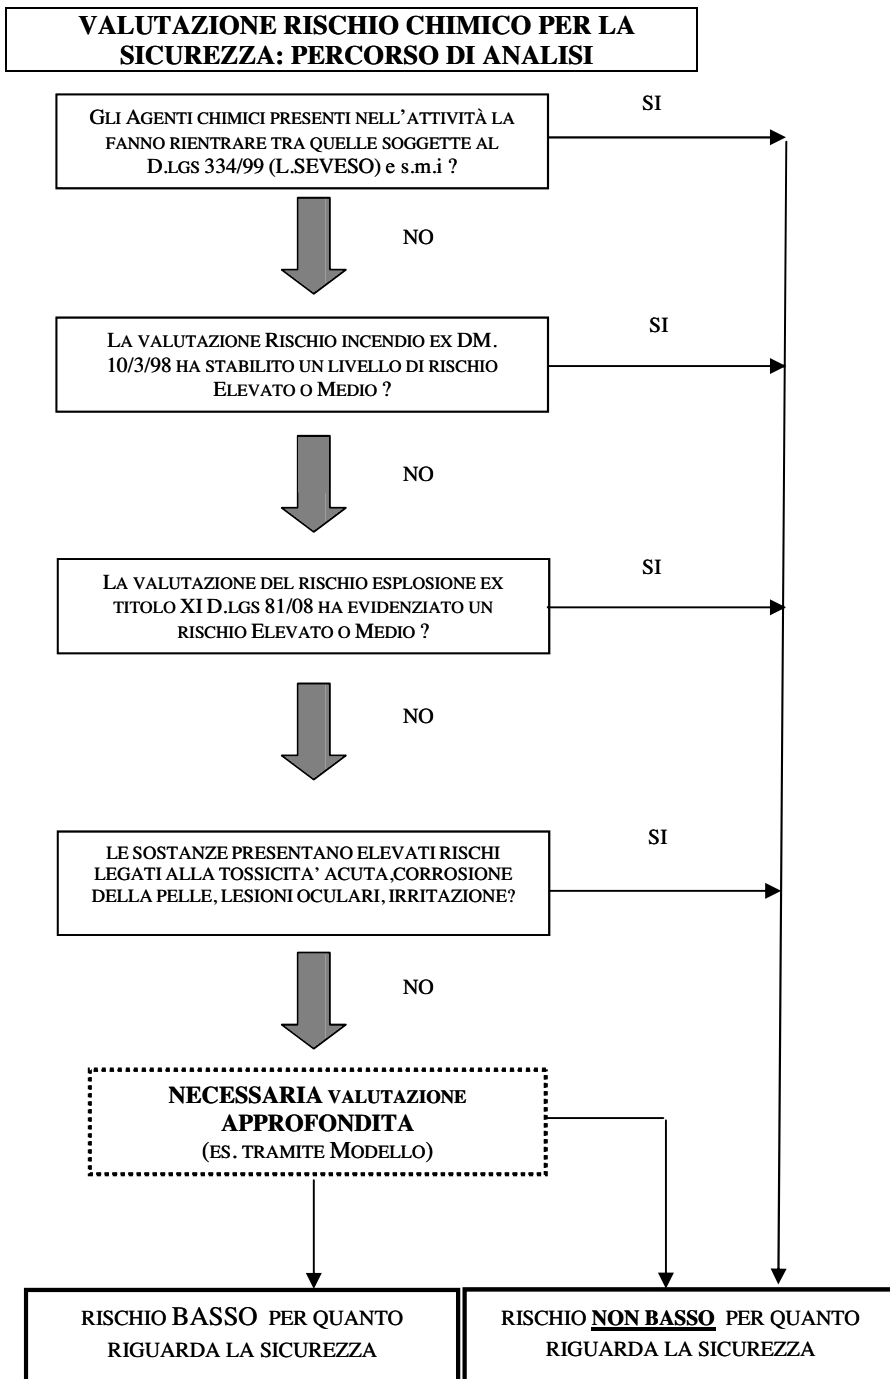 VALUTAZIONE RISCHIO CHIMICO PER LA
SICUREZZA: PERCORSO DI ANALISI
GLI AGENTI CHIMICI PRESENTI NELL'ATTIVITÀ LA
FANNO RIENTRARE TRA QUELLE SOGGETTE AL
D.LGS 334/99 (L.SEVESO) e s.m.i ?
SI
NO
LA VALUTAZIONE RISCHIO INCENDIO EX DM.
10/3/98 HA STABILITO UN LIVELLO DI RISCHIO
ELEVATO O MEDIO ?
SI
NO
LA VALUTAZIONE DEL RISCHIO ESPLOSIONE EX
TITOLO XI D.LGS 81/08 HA EVIDENZIATO UN
RISCHIO ELEVATO O MEDIO ?
SI
NO
LE SOSTANZE PRESENTANO ELEVATI RISCHI
LEGATI ALLA TOSSICITA' ACUTA,CORROSIONE
DELLA PELLE, LESIONI OCULARI, IRRITAZIONE?
SI
NO
NECESSARIA VALUTAZIONE
APPROFONDITA
(ES. TRAMITE MODELLO)
RISCHIO BASSO PER QUANTO
RIGUARDA LA SICUREZZA
RISCHIO NON BASSO PER QUANTO
RIGUARDA LA SICUREZZA